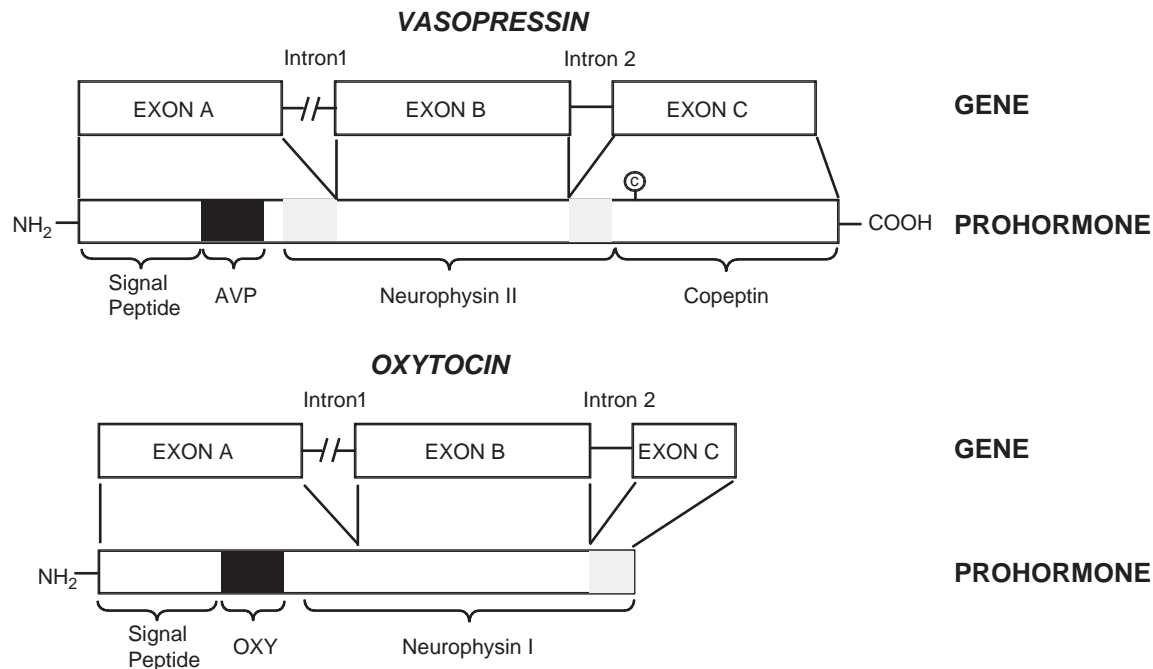 VASOPRESSIN
Intron1
Intron 2
EXON A
EXON B
EXON C
GENE
C
NH2
COOH
PROHORMONE
Signal
Peptide
AVP
Neurophysin II
Copeptin
OXYTOCIN
Intron1
Intron 2
EXON A
EXON B
EXON C
GENE
NH2
PROHORMONE
Signal
Peptide
OXY
Neurophysin I